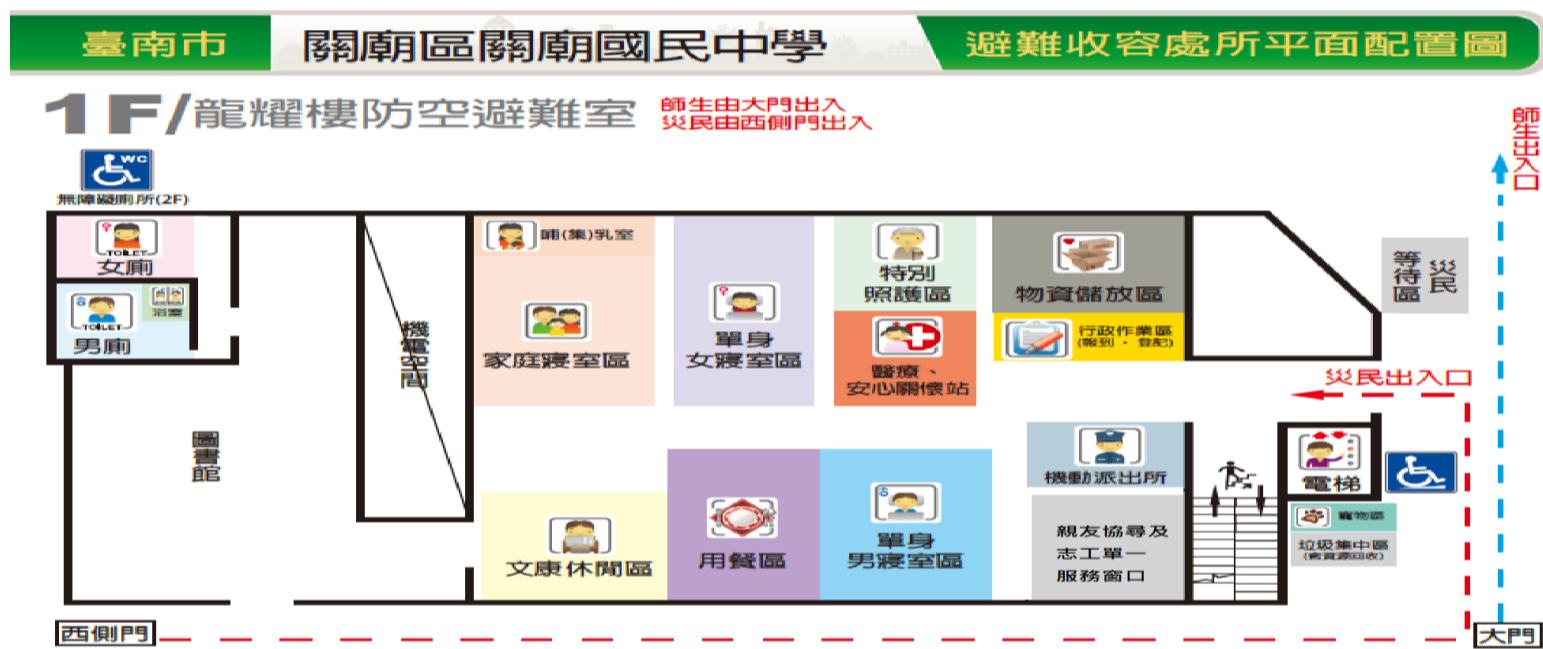 臺南市
關廟區關廟國民中學
避難收容處所平面配置圖
1F/龍耀樓防空避難室
師生由大門出入
災民由西側門出入
師生出入口
WC
無障礙廁所(2F)
TOILET
女廁
TOILET
男廁
浴室
機電空間
圖書館
哺(集)乳室
家庭寢室區
單身
女寢室區
特別
照護區
醫療、
安心關懷站
物資儲放區
行政作業區
(報到、登記)
災民
等待區
災民出入口
文康休閒區
用餐區
單身
男寢室區
機動派出所
親友協尋及
志工單一
服務窗口
電梯
寵物區
垃圾集中區
(含資源回收)
西側門
大門